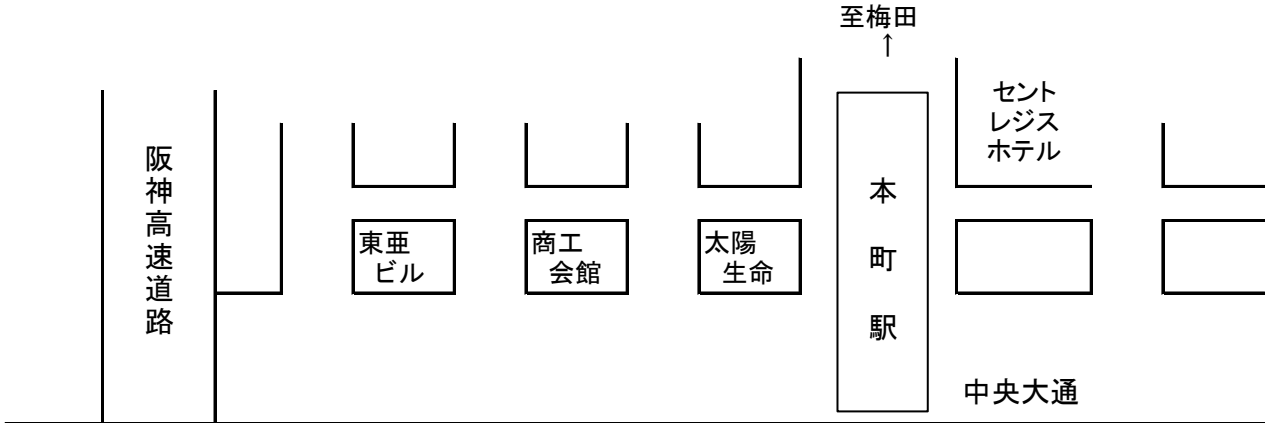 至梅田
↑
セント
レジス
ホテル
阪神高速道路
本町駅
東亜
ビル
商工
会館
太陽
生命
中央大通